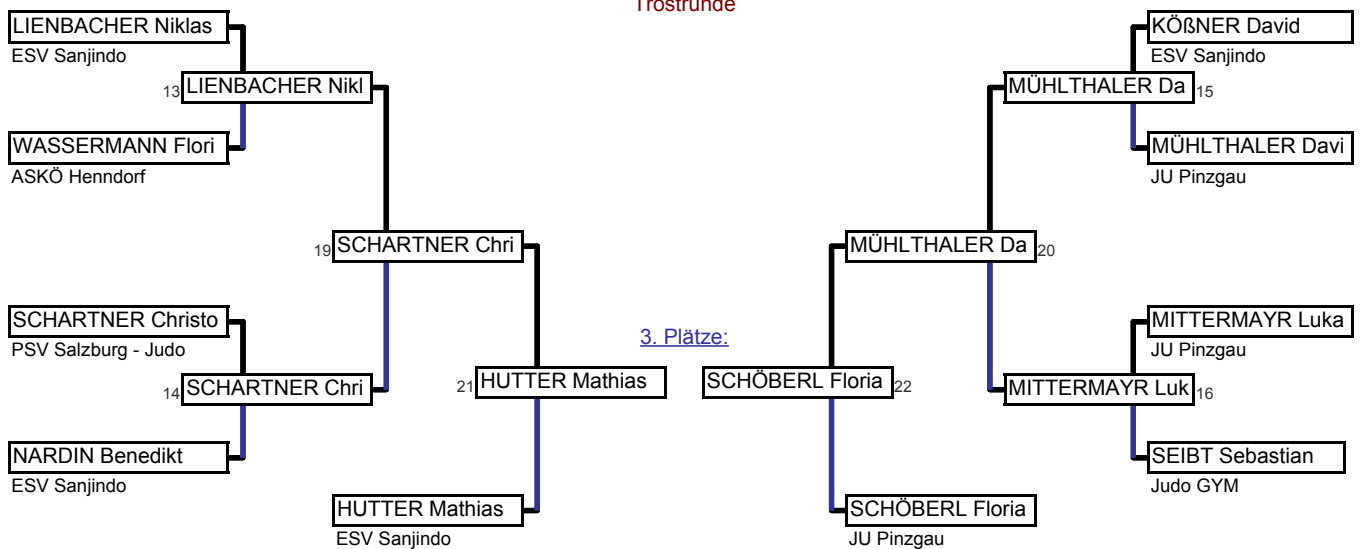 Trostrunde
LIENBACHER Niklas
ESV Sanjindo
13 LIENBACHER Nikl
WASSERMANN Flori
ASKÖ Henndorf
19 SCHARTNER Chri
SCHARTNER Christo
PSV Salzburg - Judo
14 SCHARTNER Chri
NARDIN Benedikt
ESV Sanjindo
21 HUTTER Mathias
HUTTER Mathias
ESV Sanjindo
3. Plätze:
KÖßNER David
ESV Sanjindo
MÜHLTHALER Da 15
MÜHLTHALER Davi
JU Pinzgau
MÜHLTHALER Da 20
MITTERMAYR Luka
JU Pinzgau
MITTERMAYR Luk 16
SEIBT Sebastian
Judo GYM
SCHÖBERL Floria 22
SCHÖBERL Floria
JU Pinzgau